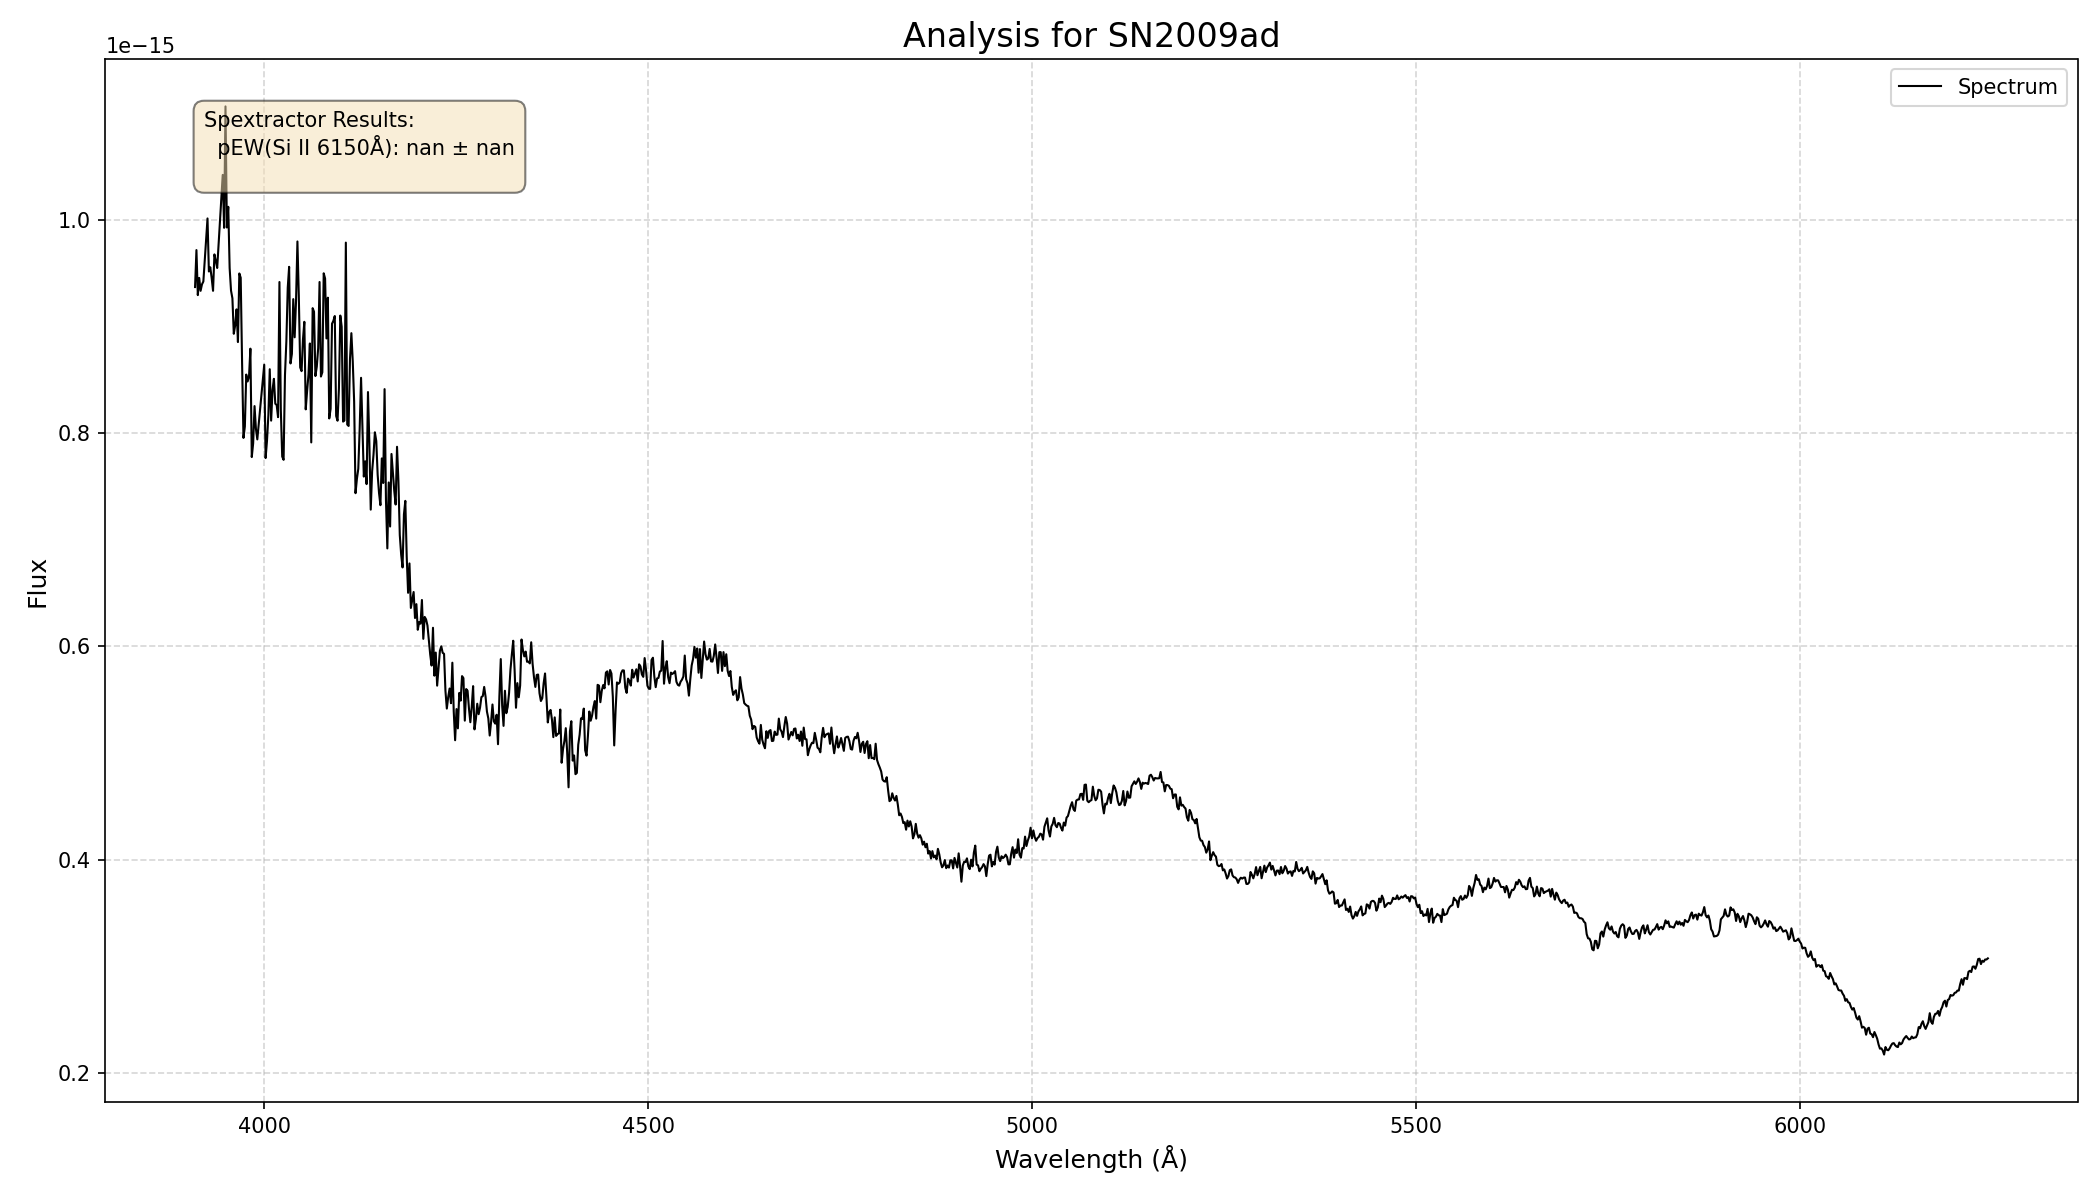 Analysis for SN2009ad
1e−15
Spectrum
Spextractor Results:
pEW(Si II 6150Å): nan ± nan
1.0
0.8
0.6
0.4
0.2
Flux
4000
4500
5000
5500
6000
Wavelength (Å)